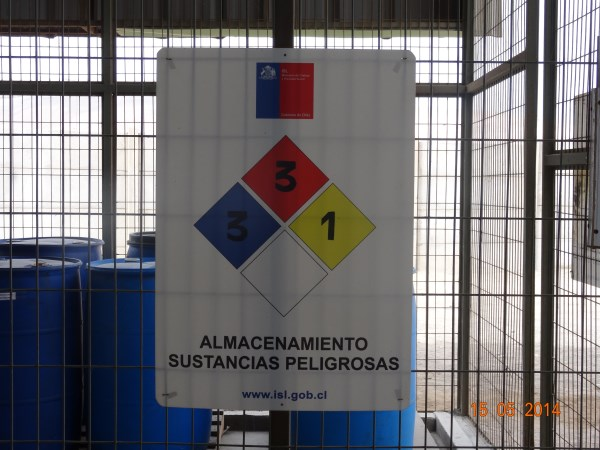 3
3
1
ALMACENAMIENTO
SUSTANCIAS PELIGROSAS
www.isl.gob.cl
15 05 2014